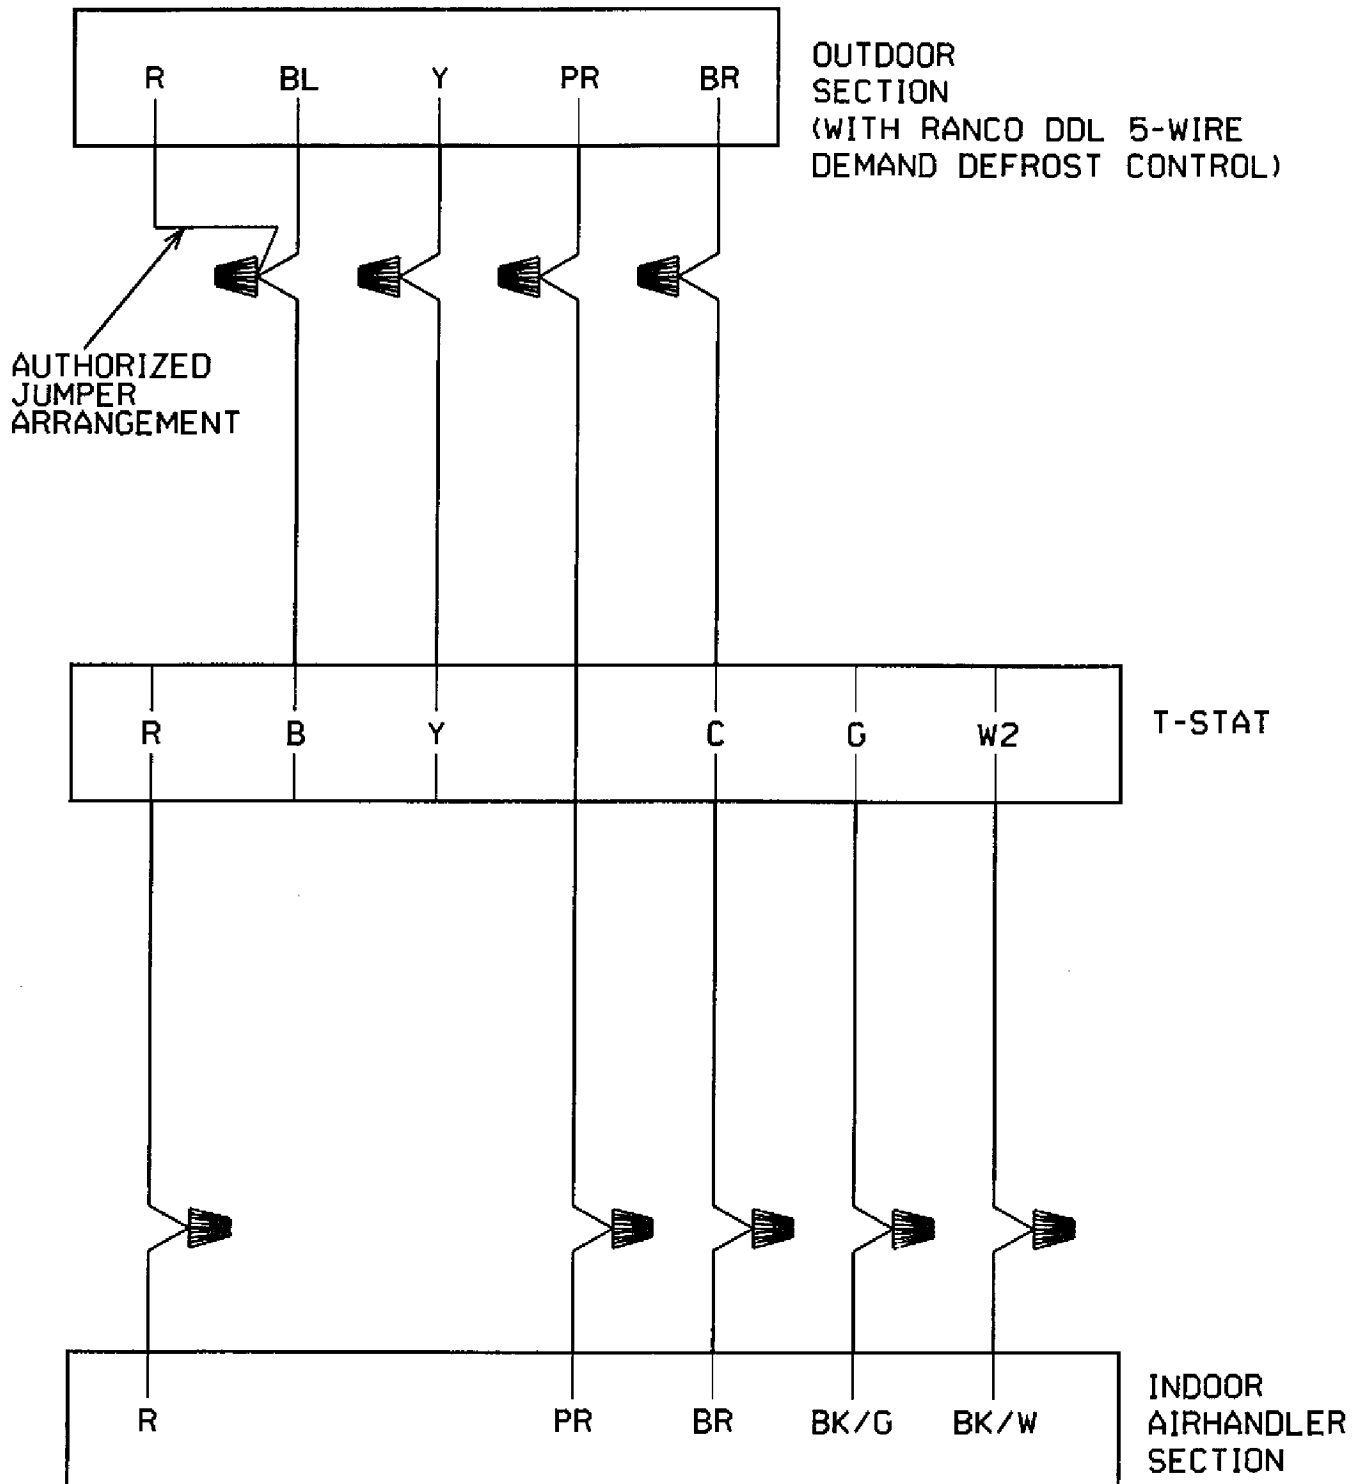 R BL Y PR BR
OUTDOOR
SECTION
(WITH RANCO DDL 5-WIRE
DEMAND DEFROST CONTROL)
AUTHORIZED
JUMPER
ARRANGEMENT
R B Y C G W2
T-STAT
R PR BR BK/G BK/W
INDOOR
AIRHANDLER
SECTION